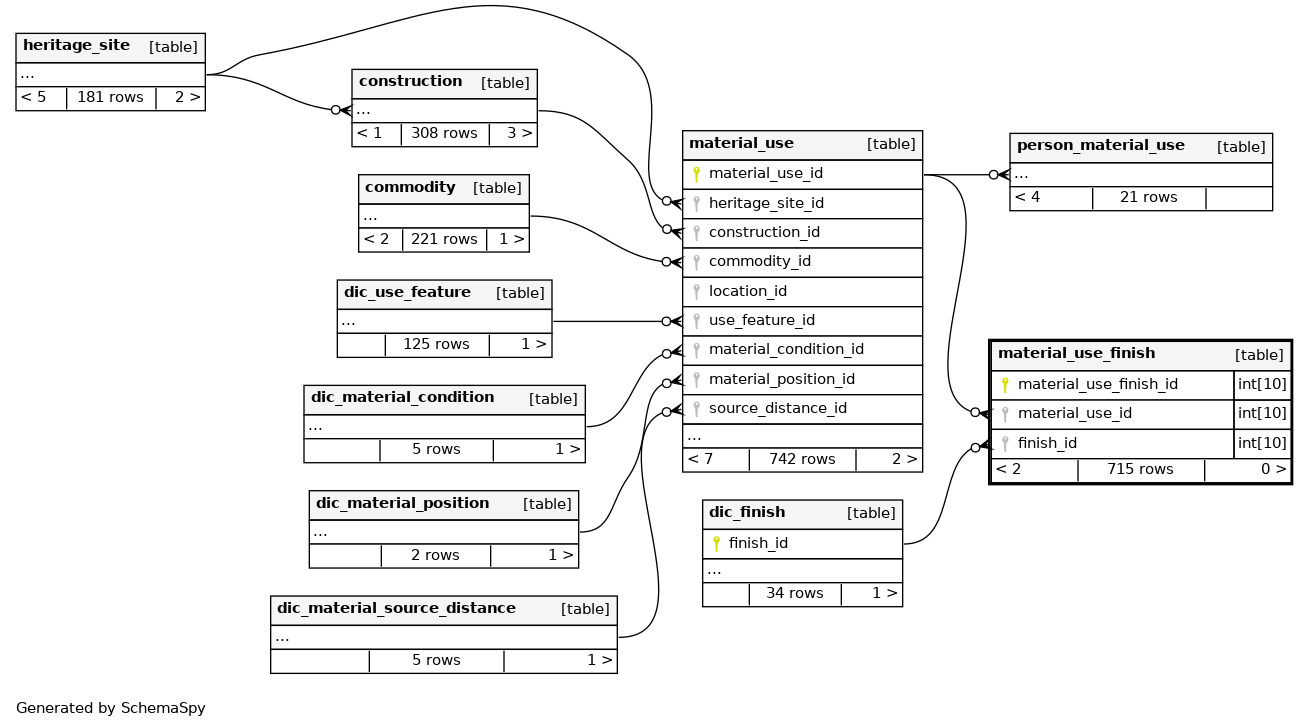 heritage_site [table]
...
< 5 181 rows 2 >
construction [table]
...
< 1 308 rows 3 >
commodity [table]
...
< 2 221 rows 1 >
dic_use_feature [table]
...
125 rows 1 >
dic_material_condition [table]
...
5 rows 1 >
dic_material_position [table]
...
2 rows 1 >
dic_material_source_distance [table]
...
5 rows 1 >
material_use [table]
material_use_id
heritage_site_id
construction_id
commodity_id
location_id
use_feature_id
material_condition_id
material_position_id
source_distance_id
...
< 7 742 rows 2 >
dic_finish [table]
finish_id
...
34 rows 1 >
person_material_use [table]
...
< 4 21 rows
material_use_finish [table]
material_use_finish_id int[10]
material_use_id int[10]
finish_id int[10]
< 2 715 rows 0 >
Generated by SchemaSpy